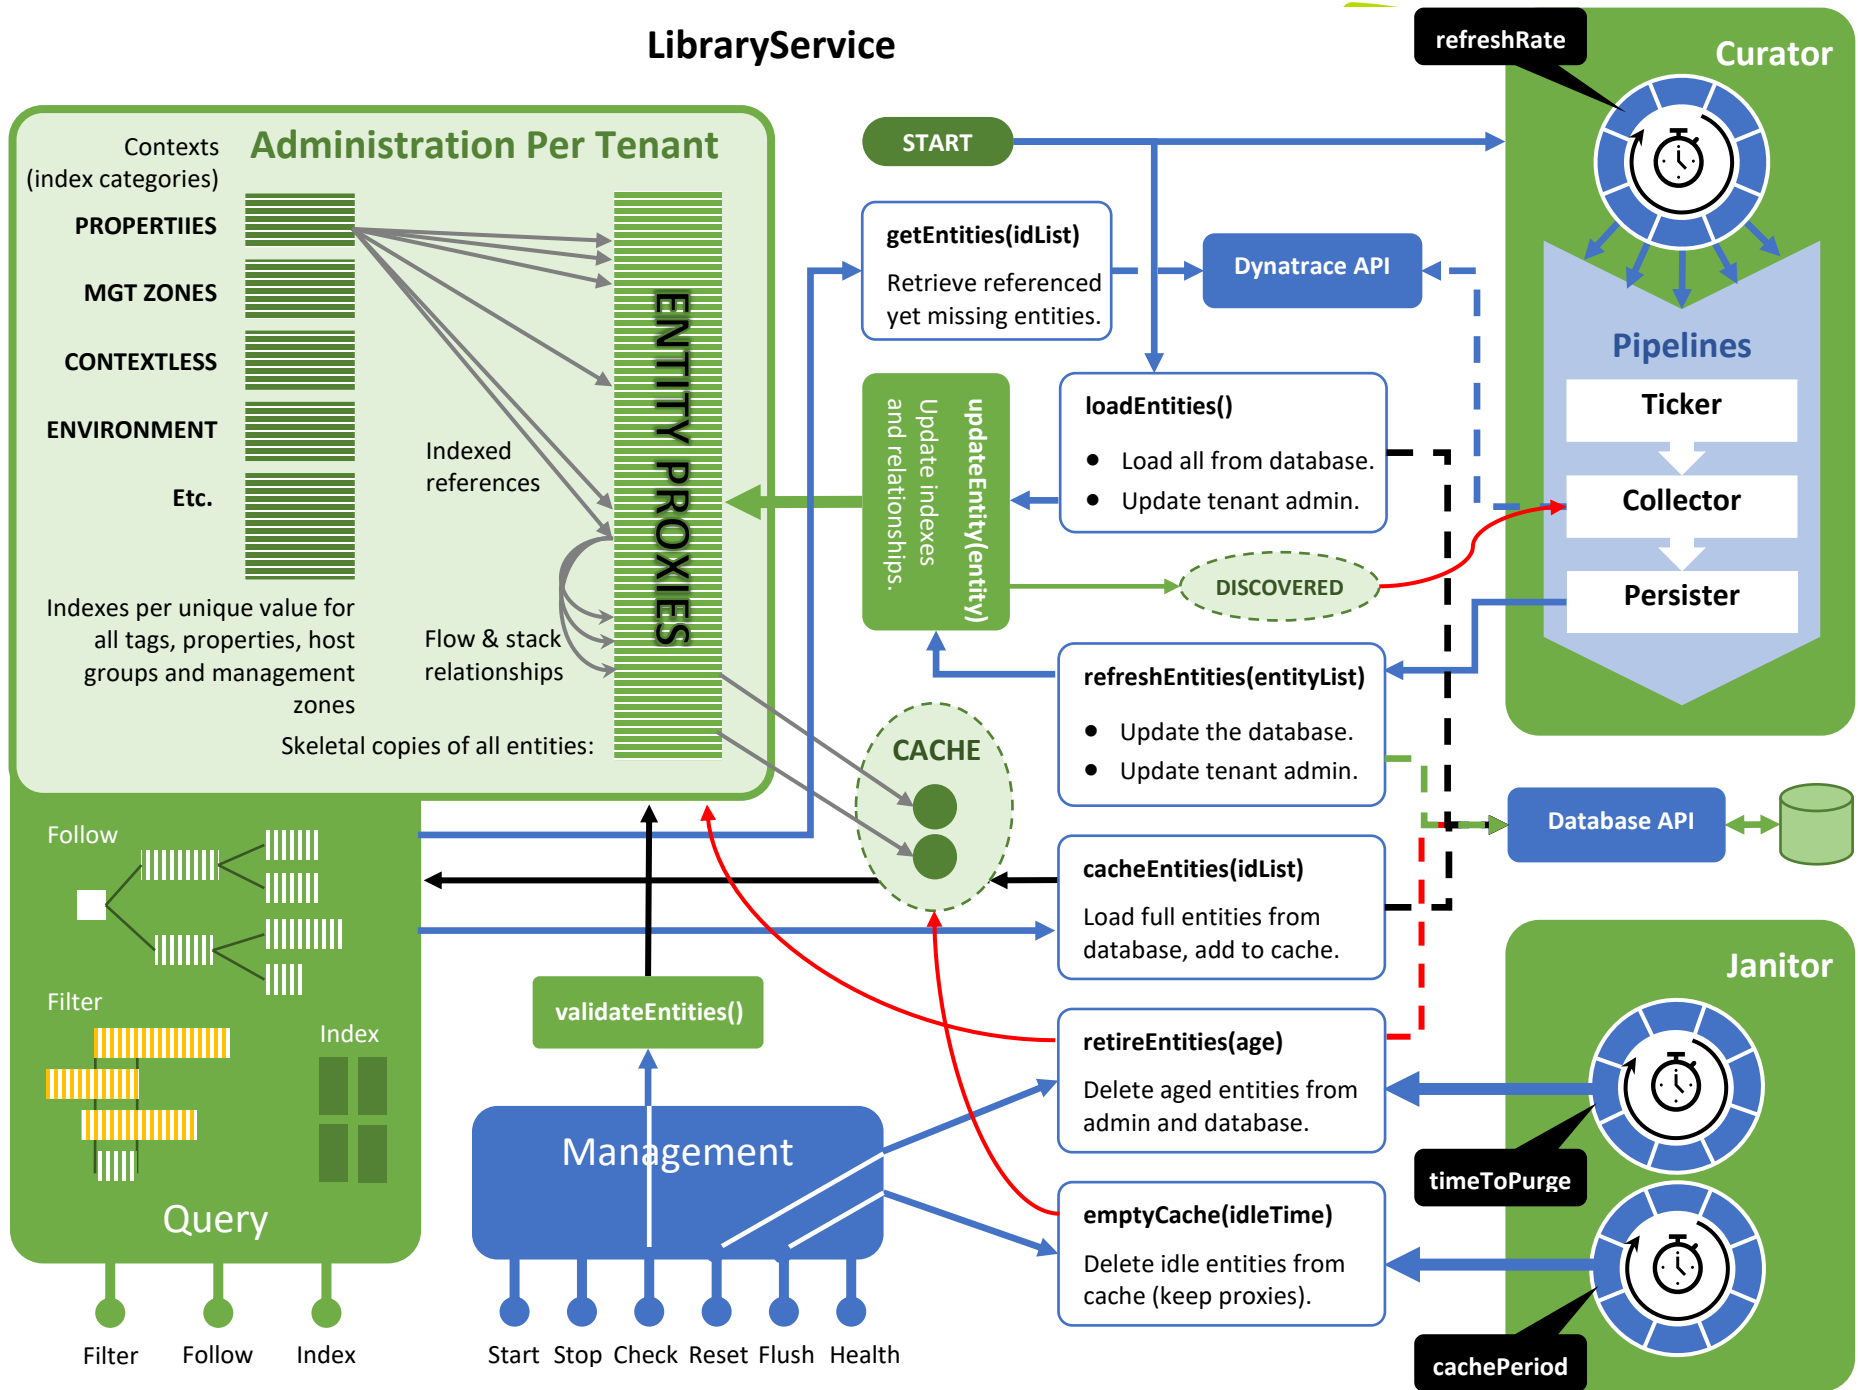 LibraryService
refreshRate
Curator
Administration Per Tenant
Contexts
(index categories)
PROPERTIIES
MGT ZONES
CONTEXTLESS
ENVIRONMENT
Etc.
Indexed
references
ENTITY PROXIES
Indexes per unique value for
all tags, properties, host
groups and management
zones
Flow & stack
relationships
Skeletal copies of all entities:
START
getEntities(idList)
Retrieve referenced
yet missing entities.
Dynatrace API
updateEntity(entity)
Update indexes
and relationships.
loadEntities()
● Load all from database.
● Update tenant admin.
DISCOVERED
Pipelines
Ticker
Collector
Persister
refreshEntities(entityList)
● Update the database.
● Update tenant admin.
CACHE
Database API
cacheEntities(idList)
Load full entities from
database, add to cache.
Follow
Filter
Index
Query
validateEntities()
Management
retireEntities(age)
Delete aged entities from
admin and database.
emptyCache(idleTime)
Delete idle entities from
cache (keep proxies).
Janitor
timeToPurge
cachePeriod
Filter
Follow
Index
Start
Stop
Check
Reset
Flush
Health